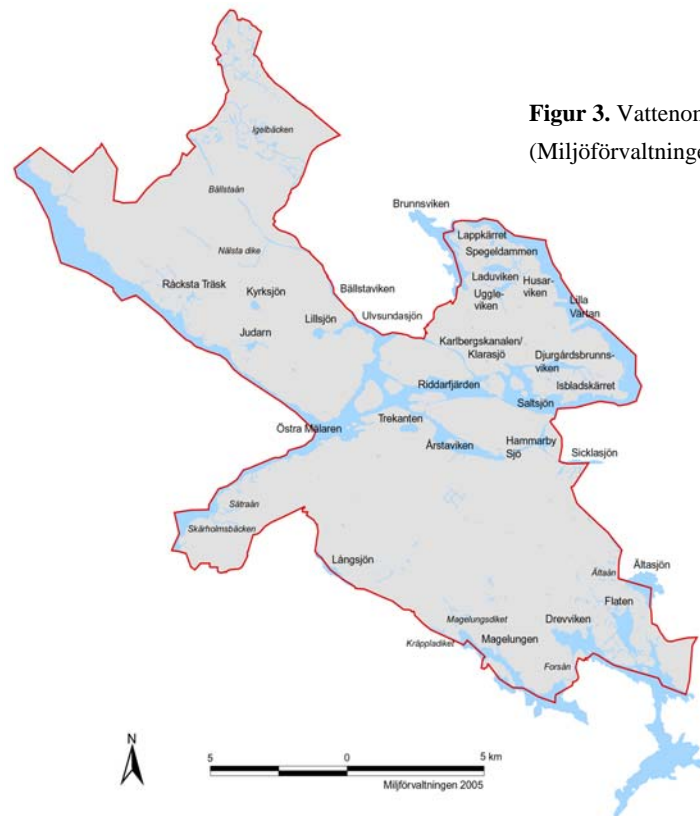 Figur 3. Vattenom
(Miljöförvaltninge
Igelbäcken
Bällstaån
Brunnsviken
Lappkärret
Spegeldammen
Nälsta dike
Råcksta Träsk
Kyrksjön
Bällstaviken
Laduviken
Husar-
viken
Uggle-
viken
Lilla
Värtan
Lillsjön
Ulvsundasjön
Judarn
Karlbergskanalen/
Klarasjö
Djurgårdsbrunns-
viken
Riddarfjärden
Isbladskärret
Saltsjön
Östra Mälaren
Trekanten
Årstaviken
Hammarby
Sjö
Sicklasjön
Sätraån
Skärholmsbäcken
Långsjön
Ältaån
Ältasjön
Flaten
Magelungsdiket
Drevviken
Kräppladiket
Magelungen
Forsån
N
5 0 5 km
Miljförvaltningen 2005